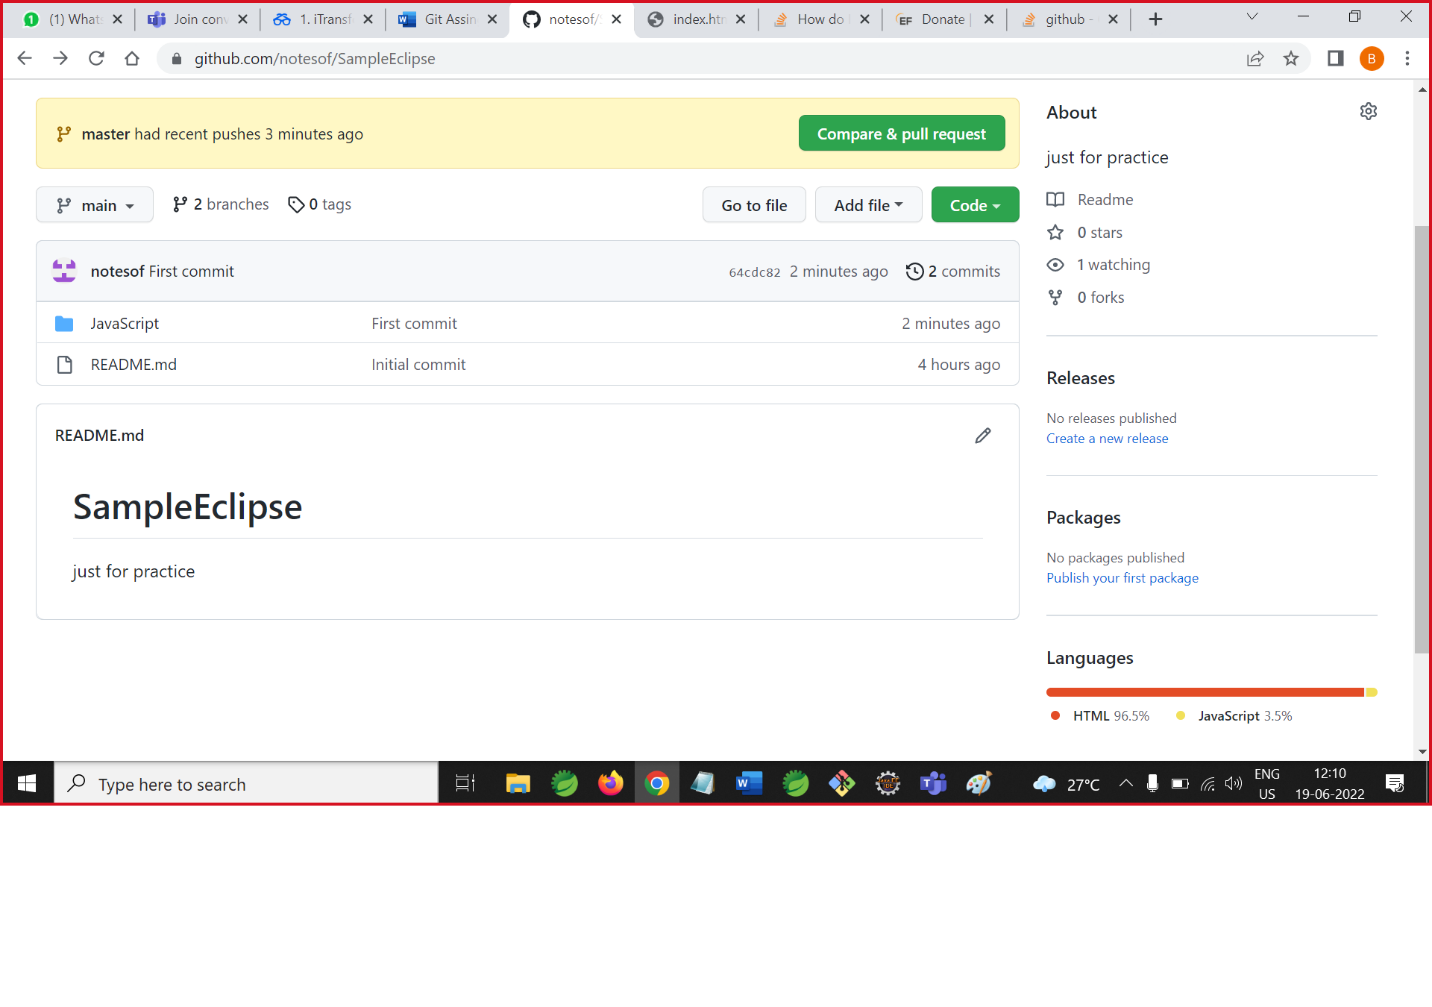 1 (1) Whats Join conv 1. iTransf Git Assin notesof/ index.htm How do EF Donate | github -
github.com/notesof/SampleEclipse B
master had recent pushes 3 minutes ago Compare & pull request
main 2 branches 0 tags Go to file Add file Code
notesof First commit 64cdc82 2 minutes ago 2 commits
JavaScript First commit 2 minutes ago
README.md Initial commit 4 hours ago
README.md
SampleEclipse
just for practice
About
just for practice
Readme
0 stars
1 watching
0 forks
Releases
No releases published
Create a new release
Packages
No packages published
Publish your first package
Languages
HTML 96.5% JavaScript 3.5%
Type here to search 27°C ENG 12:10
US 19-06-2022